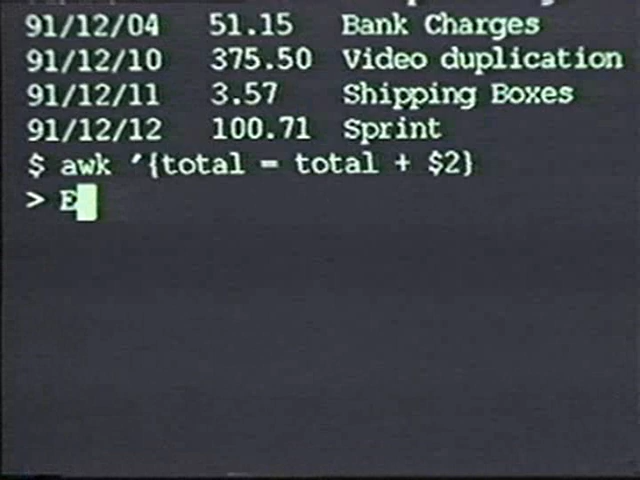 91/12/04 51.15 Bank Charges
91/12/10 375.50 Video duplication
91/12/11 3.57 Shipping Boxes
91/12/12 100.71 Sprint
$ awk '{total = total + $2}
> E